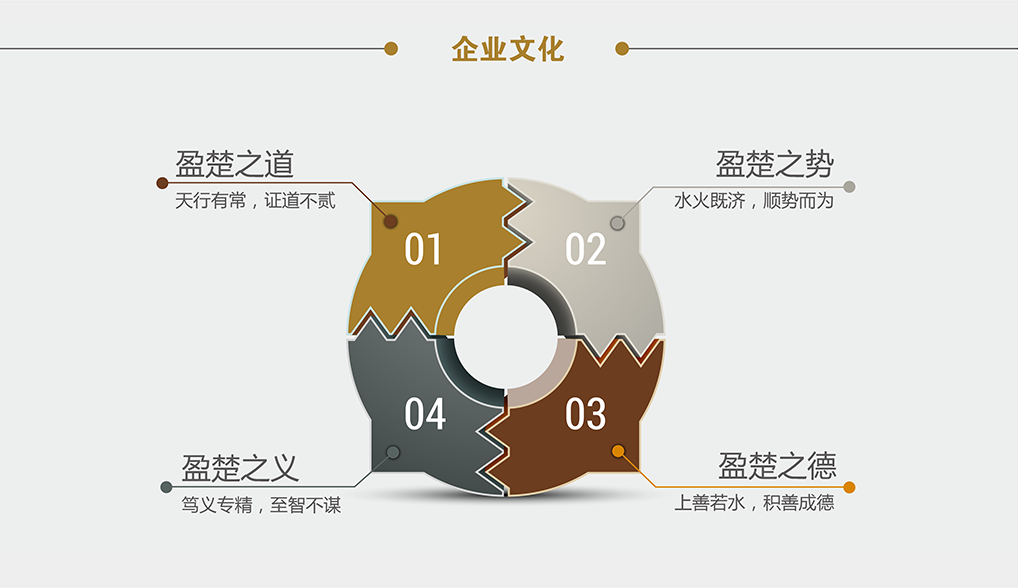 企业文化
盈楚之道
天行有常，证道不贰
盈楚之势
水火既济，顺势而为
01
02
04
03
盈楚之义
笃义专精，至智不谋
盈楚之德
上善若水，积善成德